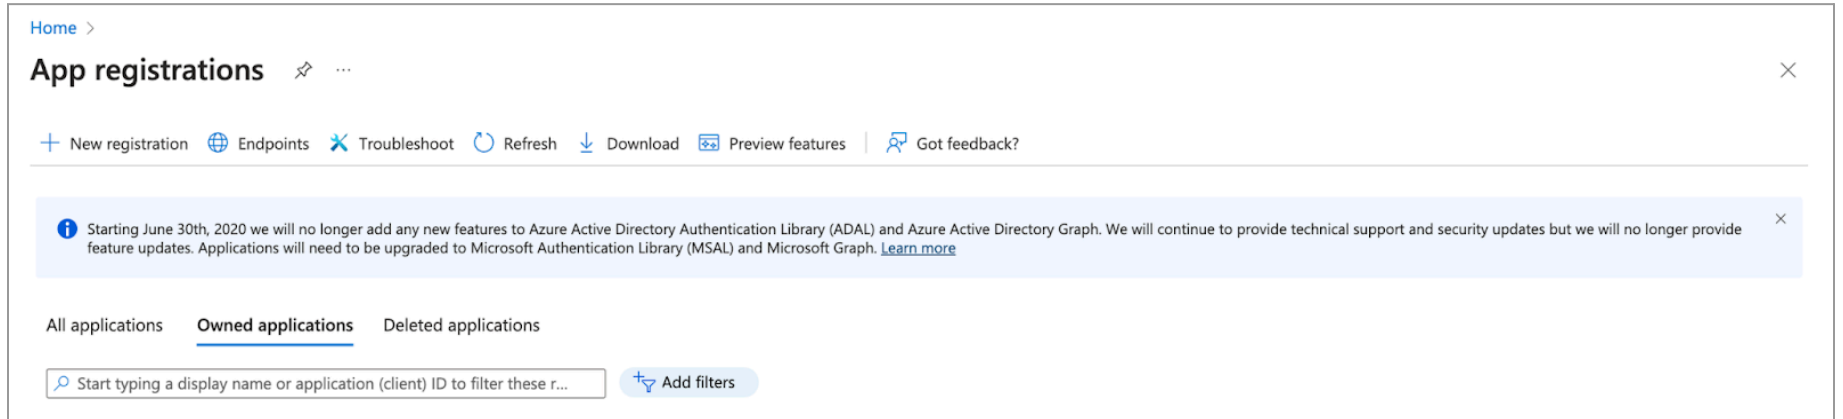 Home
App registrations
New registration Endpoints Troubleshoot Refresh Download Preview features Got feedback?
Starting June 30th, 2020 we will no longer add any new features to Azure Active Directory Authentication Library (ADAL) and Azure Active Directory Graph. We will continue to provide technical support and security updates but we will no longer provide
feature updates. Applications will need to be upgraded to Microsoft Authentication Library (MSAL) and Microsoft Graph. Learn more
All applications Owned applications Deleted applications
Start typing a display name or application (client) ID to filter these r... Add filters